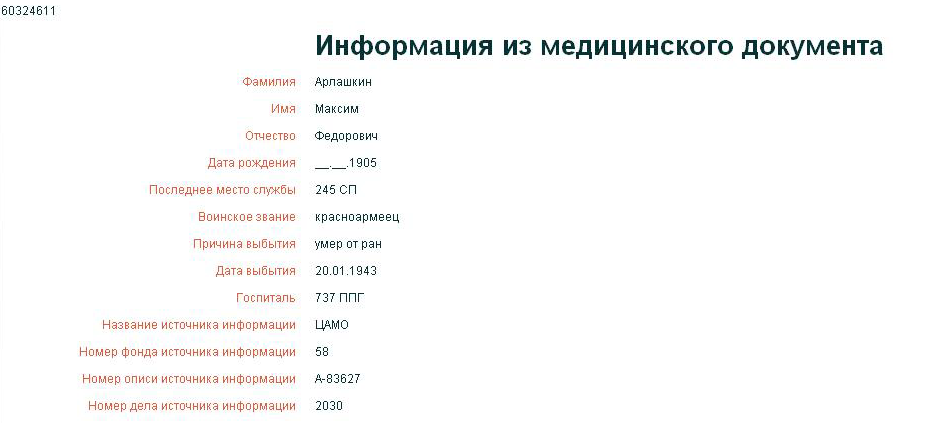 60324611
Информация из медицинского документа
Фамилия Арлашкин
Имя Максим
Отчество Федорович
Дата рождения __.__.1905
Последнее место службы 245 СП
Воинское звание красноармеец
Причина выбытия умер от ран
Дата выбытия 20.01.1943
Госпиталь 737 ППГ
Название источника информации ЦАМО
Номер фонда источника информации 58
Номер описи источника информации А-83627
Номер дела источника информации 2030